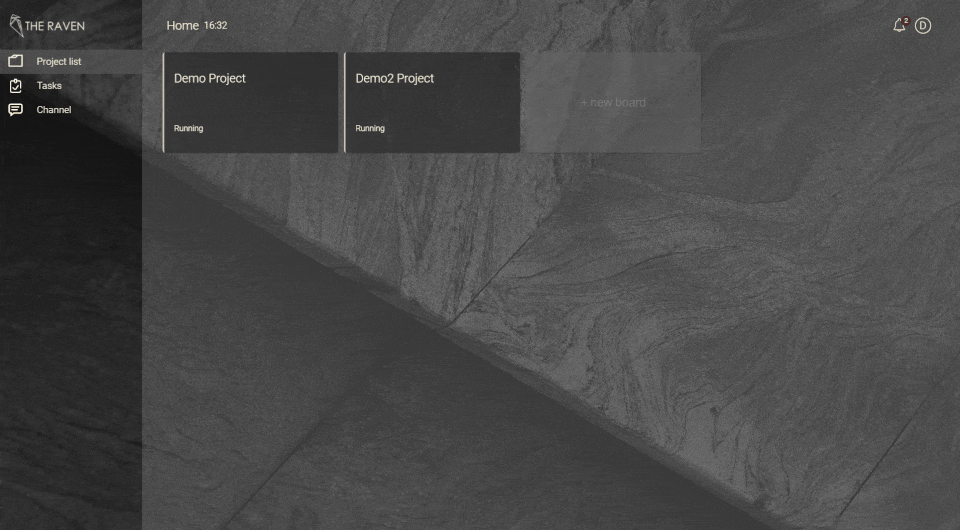 THE RAVEN
Home 16:32
2
D
Project list
Tasks
Channel
Demo Project
Running
Demo2 Project
Running
+ new board